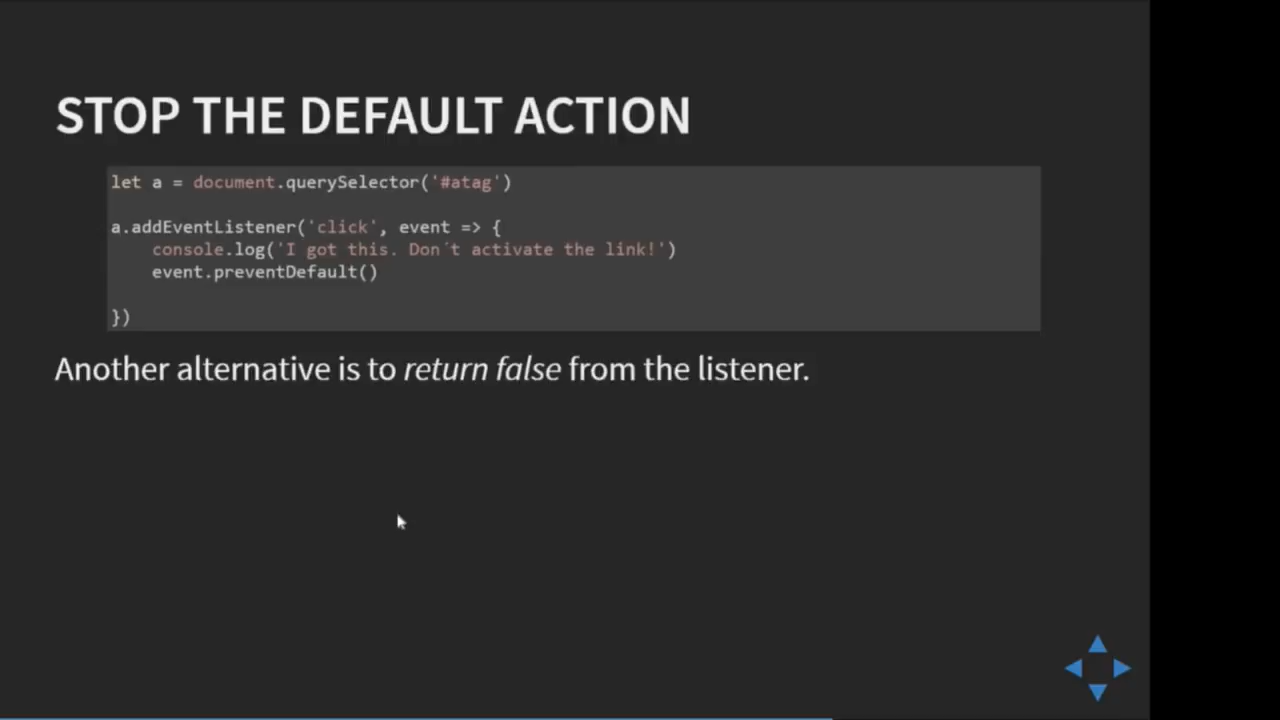 STOP THE DEFAULT ACTION
let a = document.querySelector('#atag')
a.addEventListener('click', event => {
console.log('I got this. Don´t activate the link!')
event.preventDefault()
})
Another alternative is to return false from the listener.